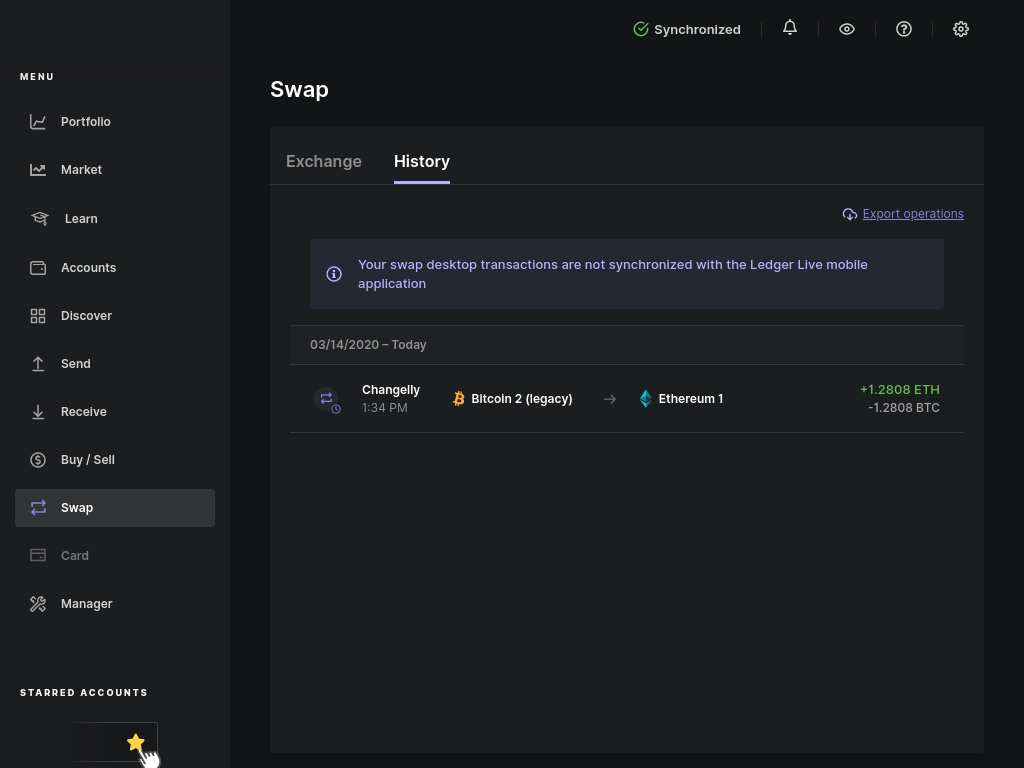 Synchronized
MENU
Portfolio
Market
Learn
Accounts
Discover
Send
Receive
Buy / Sell
Swap
Card
Manager
STARRED ACCOUNTS
Swap
Exchange
History
Export operations
Your swap desktop transactions are not synchronized with the Ledger Live mobile
application
03/14/2020 – Today
Changelly
1:34 PM
Bitcoin 2 (legacy)
Ethereum 1
+1.2808 ETH
-1.2808 BTC